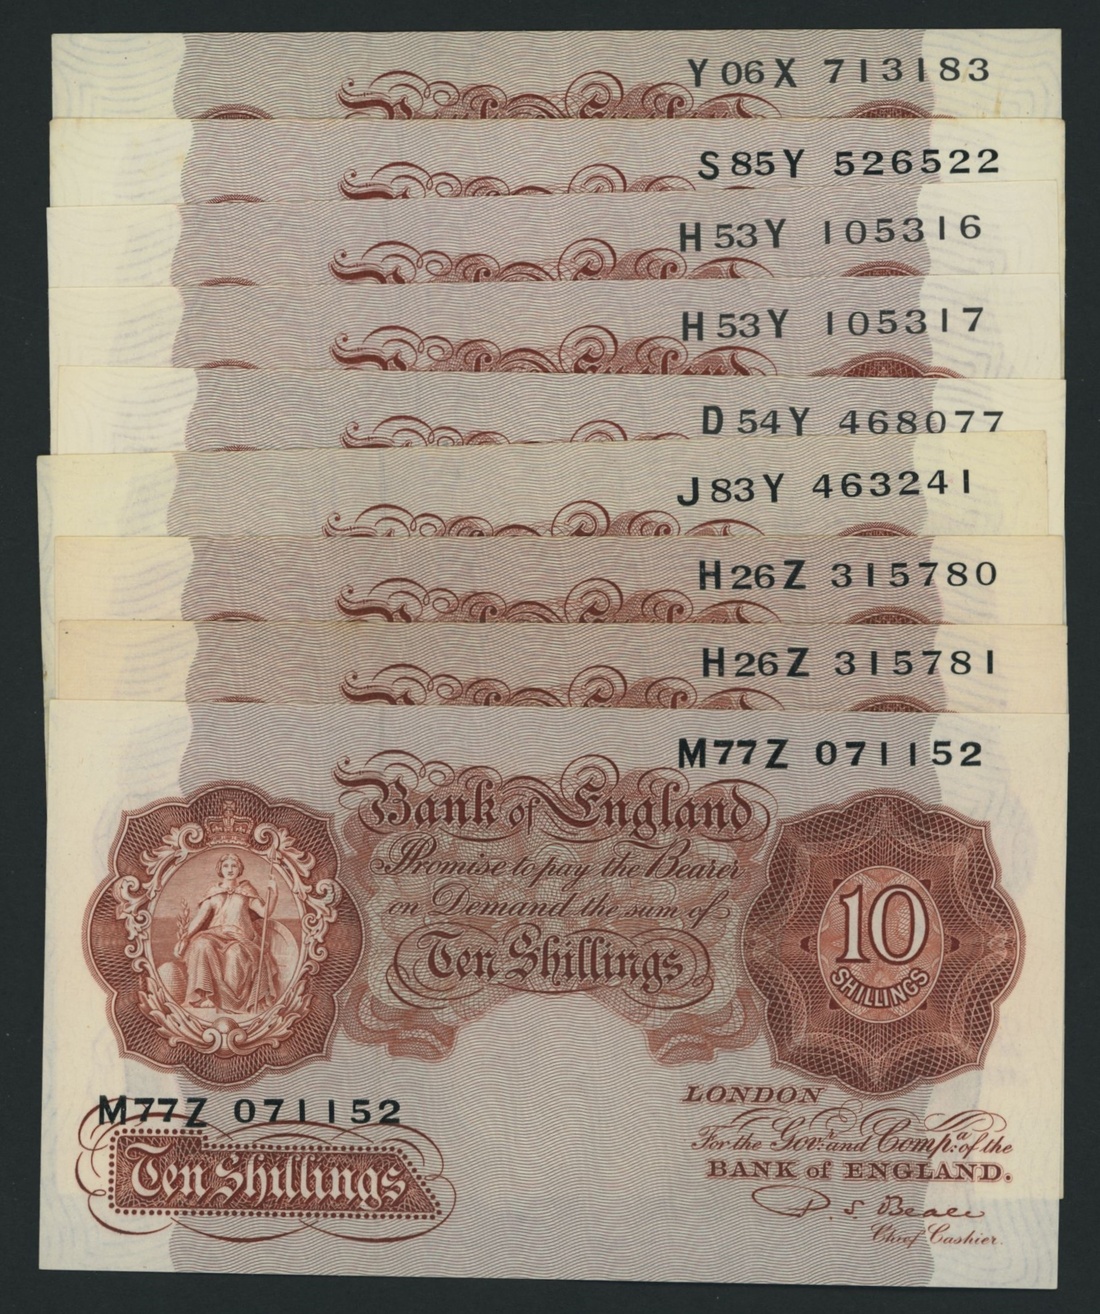 Y06X 713183
S85Y 526522
H53Y 105316
H53Y 105317
D54Y 468077
J83Y 463241
H26Z 315780
H26Z 315781
M77Z 071152
Bank of England
Promise to pay the Bearer
on Demand the sum of
Ten Shillings
10
SHILLINGS
LONDON
M77Z 071152
For the Govr. and Compa. of the
BANK of ENGLAND.
Ten Shillings
P. S. Beale
Chief Cashier.